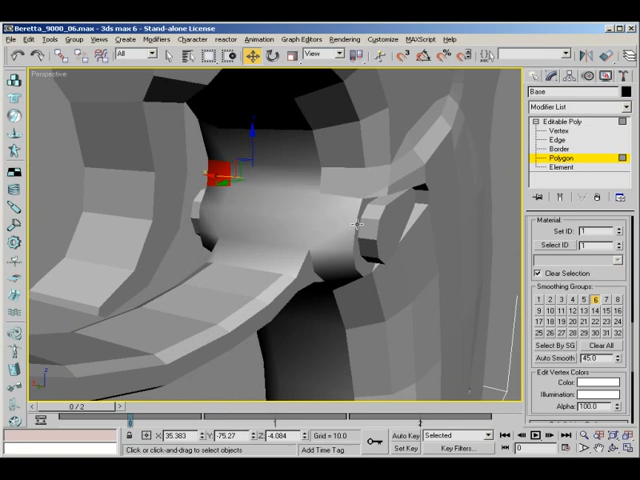 Beretta_9000_06.max - 3ds max 6 - Stand-alone License
File Edit Tools Group Views Create Modifiers Character reactor Animation Graph Editors Rendering Customize MAXScript Help
All View
Perspective
Base
Modifier List
Editable Poly
Vertex
Edge
Border
Polygon
Element
Material
Set ID: 1
Select ID 1
Clear Selection
Smoothing Groups:
1 2 3 4 5 6 7 8
9 10 11 12 13 14 15 16
17 18 19 20 21 22 23 24
25 26 27 28 29 30 31 32
Select By SG Clear All
Auto Smooth 45.0
Edit Vertex Colors
Color:
Illumination:
Alpha: 100.0
z
0 / 2
0 1 2
X: 35.383 Y: -75.27 Z: -4.084 Grid = 10.0
Auto Key Selected
Click or click-and-drag to select objects Add Time Tag
Set Key Key Filters... 0